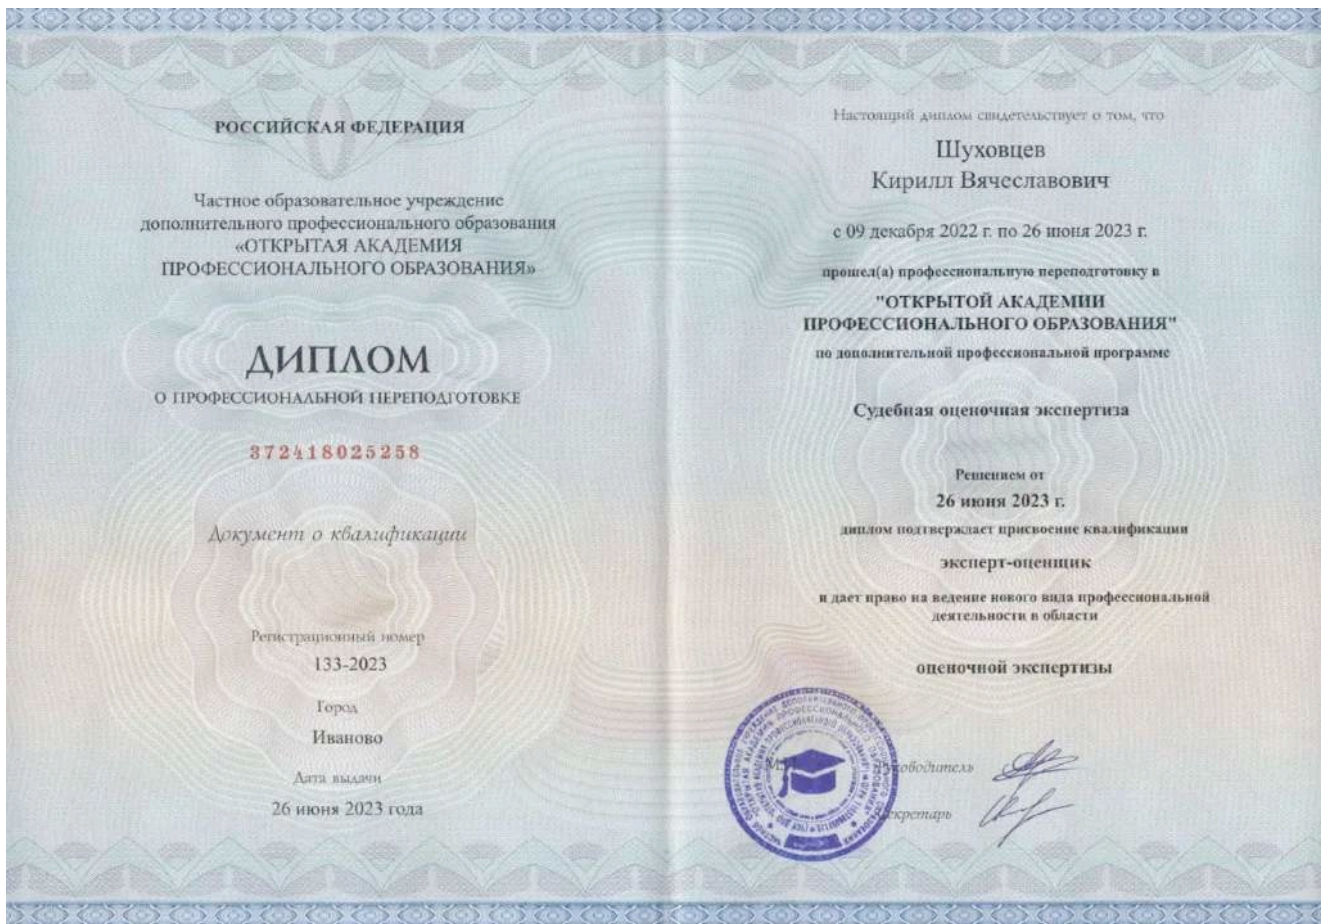 РОССИЙСКАЯ ФЕДЕРАЦИЯ
Частное образовательное учреждение
дополнительного профессионального образования
«ОТКРЫТАЯ АКАДЕМИЯ
ПРОФЕССИОНАЛЬНОГО ОБРАЗОВАНИЯ»
ДИПЛОМ
О ПРОФЕССИОНАЛЬНОЙ ПЕРЕПОДГОТОВКЕ
372418025258
Документ о квалификации
Регистрационный номер
133-2023
Город
Иваново
Дата выдачи
26 июня 2023 года
Настоящий диплом свидетельствует о том, что
Шуховцев
Кирилл Вячеславович
с 09 декабря 2022 г. по 26 июня 2023 г.
прошел(а) профессиональную переподготовку в
"ОТКРЫТОЙ АКАДЕМИИ
ПРОФЕССИОНАЛЬНОГО ОБРАЗОВАНИЯ"
по дополнительной профессиональной программе
Судебная оценочная экспертиза
Решением от
26 июня 2023 г.
диплом подтверждает присвоение квалификации
эксперт-оценщик
и дает право на ведение нового вида профессиональной
деятельности в области
оценочной экспертизы
Руководитель
Секретарь